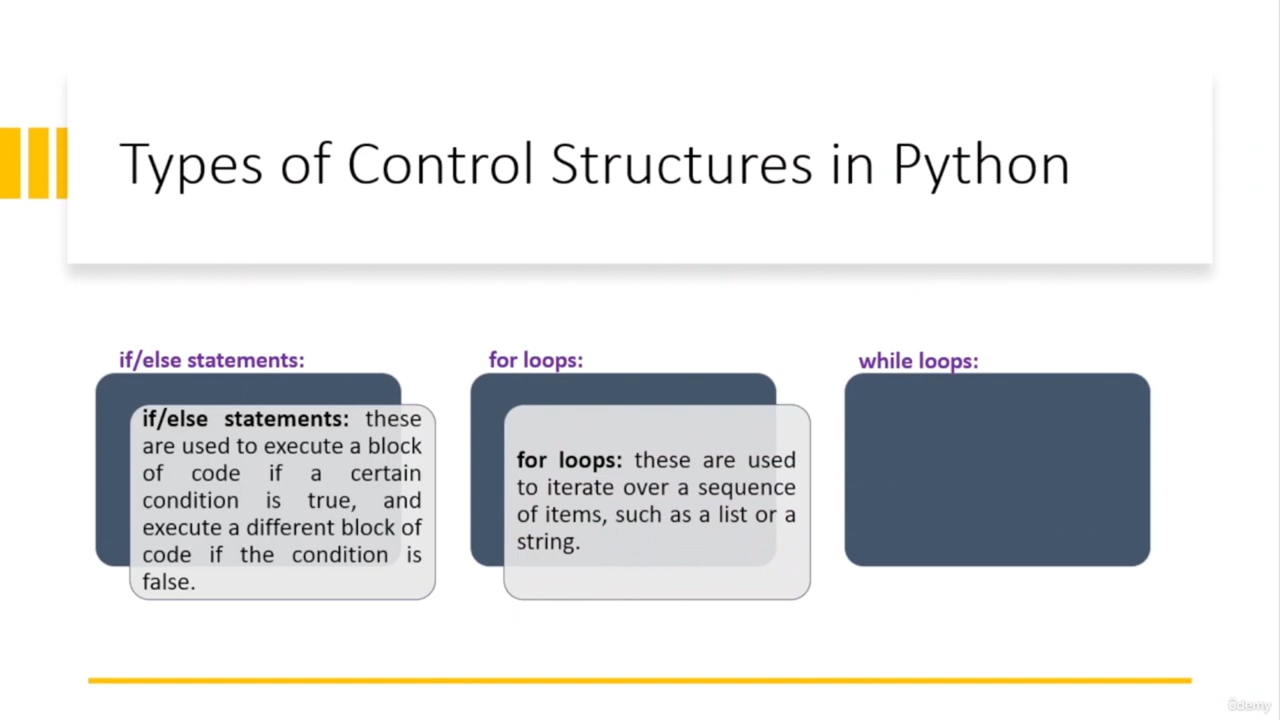 Types of Control Structures in Python
if/else statements:
if/else statements: these
are used to execute a block
of code if a certain
condition is true, and
execute a different block of
code if the condition is
false.
for loops:
for loops: these are used
to iterate over a sequence
of items, such as a list or a
string.
while loops:
ûdemy